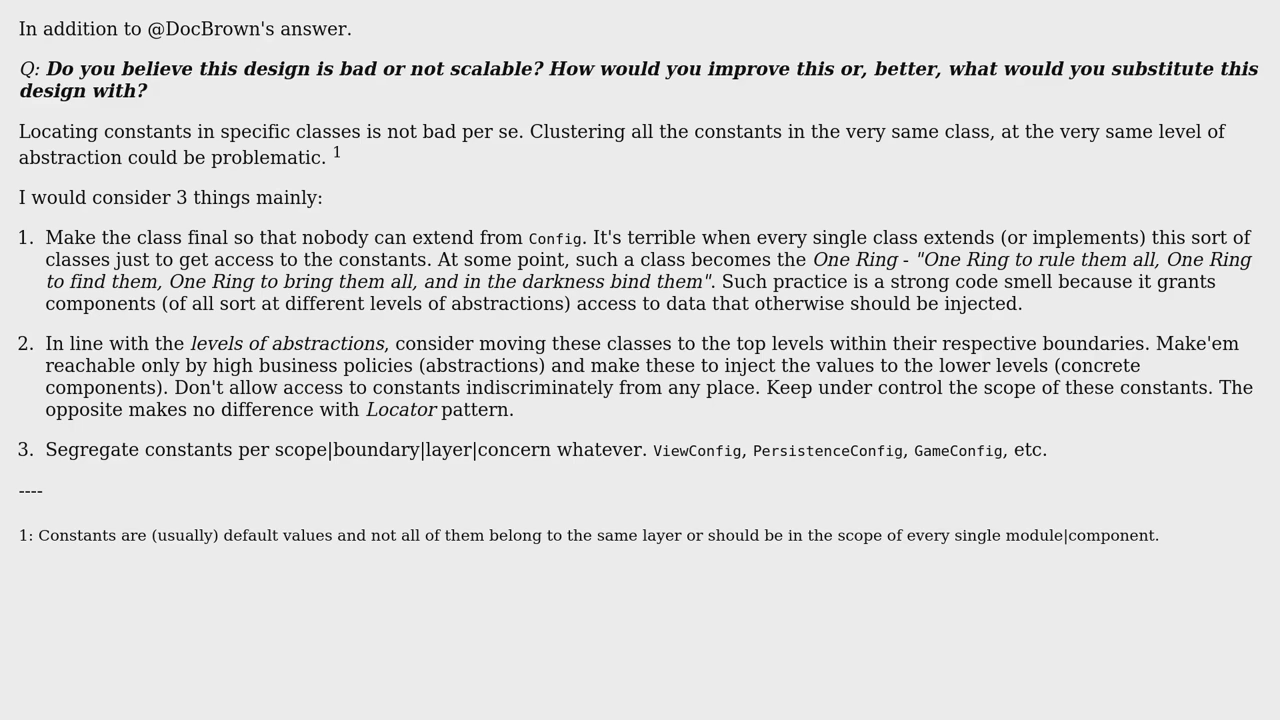 In addition to @DocBrown's answer.
Q: Do you believe this design is bad or not scalable? How would you improve this or, better, what would you substitute this
design with?
Locating constants in specific classes is not bad per se. Clustering all the constants in the very same class, at the very same level of
abstraction could be problematic. 1
I would consider 3 things mainly:
1. Make the class final so that nobody can extend from Config. It's terrible when every single class extends (or implements) this sort of
classes just to get access to the constants. At some point, such a class becomes the One Ring - "One Ring to rule them all, One Ring
to find them, One Ring to bring them all, and in the darkness bind them". Such practice is a strong code smell because it grants
components (of all sort at different levels of abstractions) access to data that otherwise should be injected.
2. In line with the levels of abstractions, consider moving these classes to the top levels within their respective boundaries. Make'em
reachable only by high business policies (abstractions) and make these to inject the values to the lower levels (concrete
components). Don't allow access to constants indiscriminately from any place. Keep under control the scope of these constants. The
opposite makes no difference with Locator pattern.
3. Segregate constants per scope|boundary|layer|concern whatever. ViewConfig, PersistenceConfig, GameConfig, etc.
----
1: Constants are (usually) default values and not all of them belong to the same layer or should be in the scope of every single module|component.